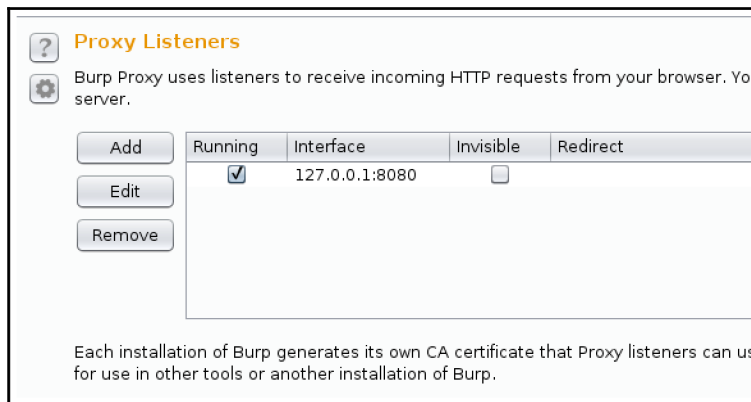 ?
Proxy Listeners
Burp Proxy uses listeners to receive incoming HTTP requests from your browser. Yo
server.
Add
Running Interface Invisible Redirect
127.0.0.1:8080
Edit
Remove
Each installation of Burp generates its own CA certificate that Proxy listeners can us
for use in other tools or another installation of Burp.